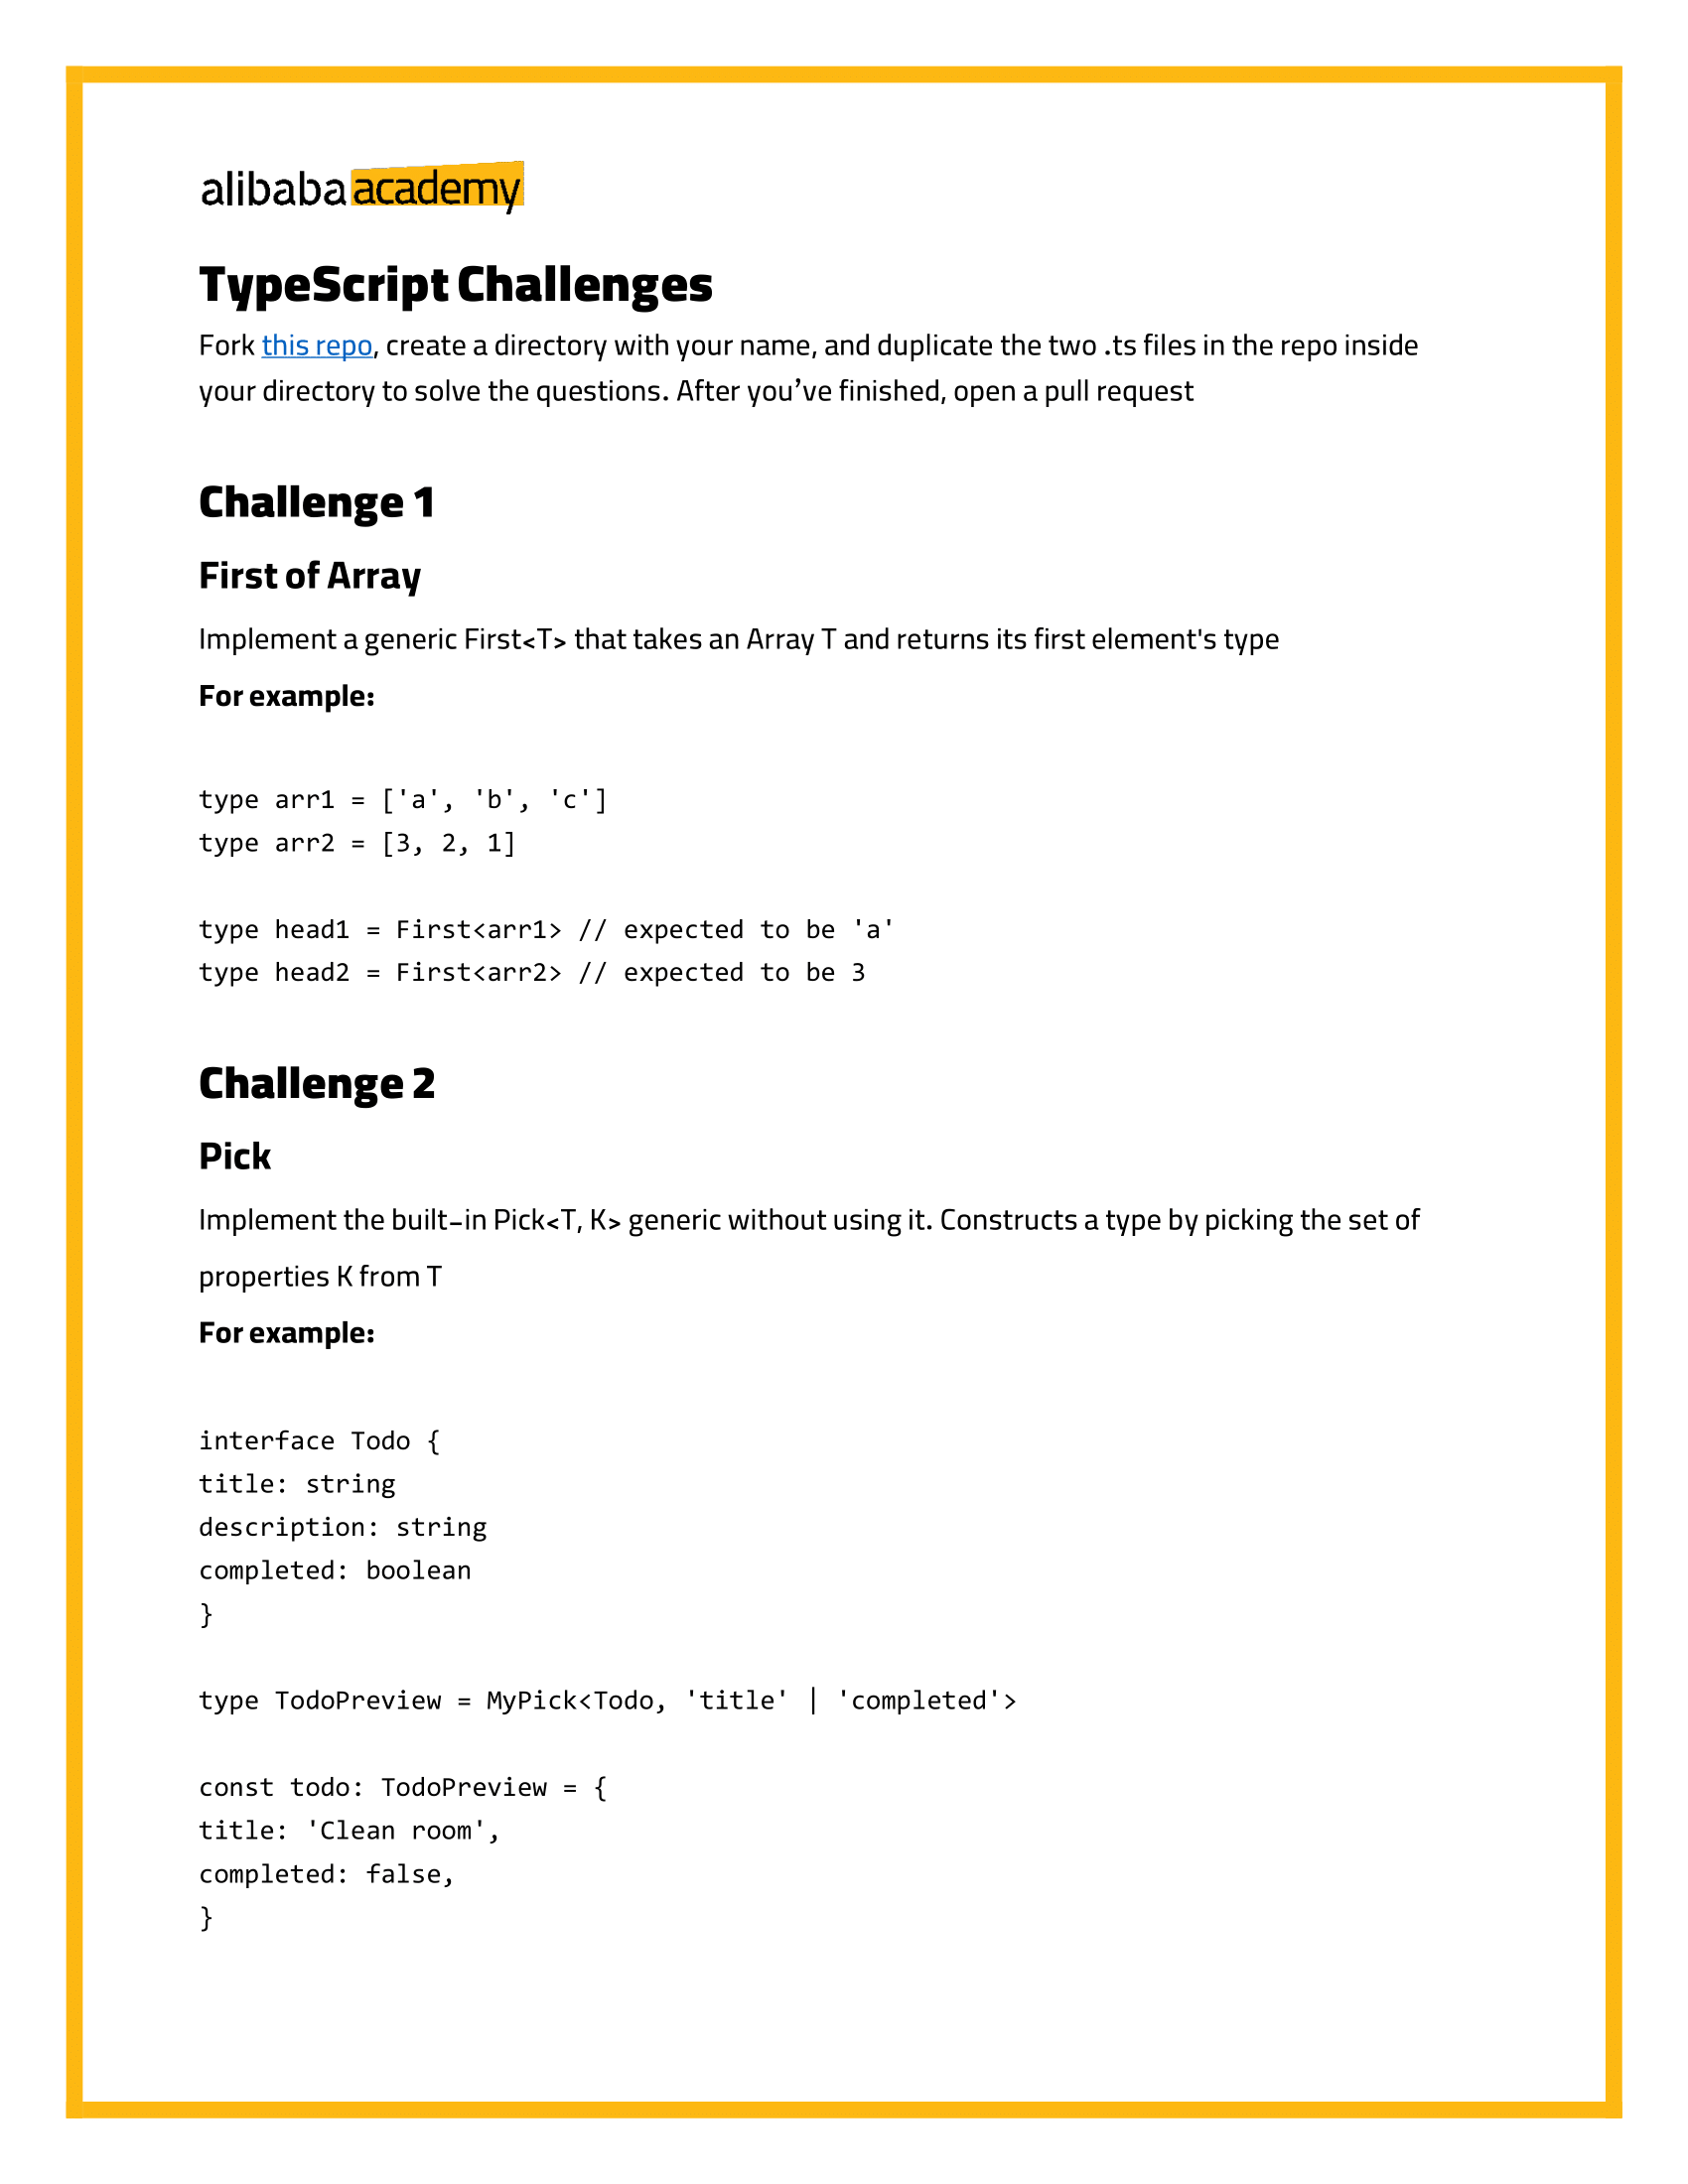 alibaba academy
TypeScript Challenges
Fork this repo, create a directory with your name, and duplicate the two .ts files in the repo inside
your directory to solve the questions. After you’ve finished, open a pull request
Challenge 1
First of Array
Implement a generic First<T> that takes an Array T and returns its first element's type
For example:
type arr1 = ['a', 'b', 'c']
type arr2 = [3, 2, 1]
type head1 = First<arr1> // expected to be 'a'
type head2 = First<arr2> // expected to be 3
Challenge 2
Pick
Implement the built-in Pick<T, K> generic without using it. Constructs a type by picking the set of
properties K from T
For example:
interface Todo {
title: string
description: string
completed: boolean
}
type TodoPreview = MyPick<Todo, 'title' | 'completed'>
const todo: TodoPreview = {
title: 'Clean room',
completed: false,
}